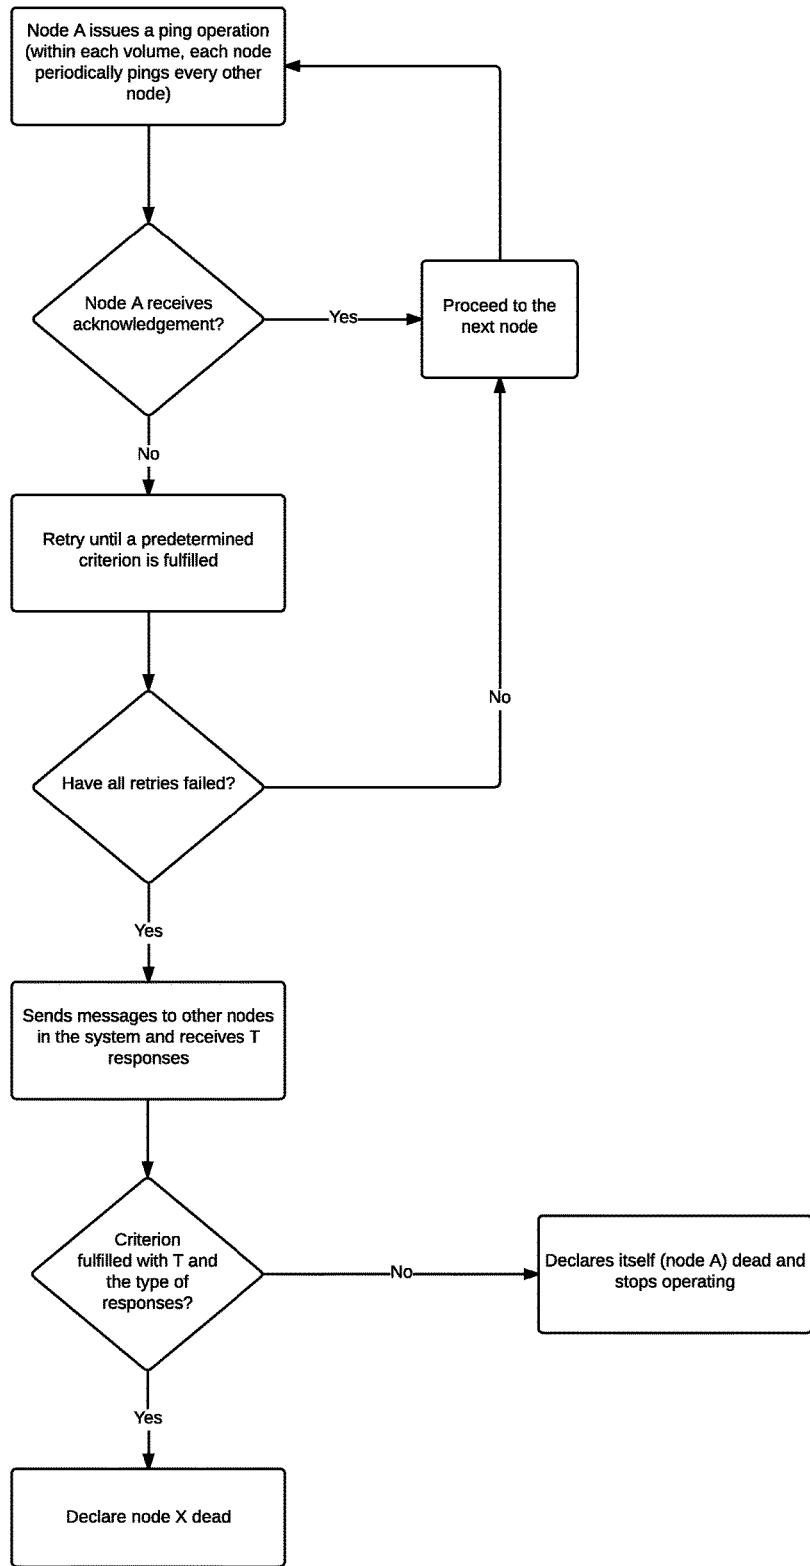 Node A issues a ping operation
(within each volume, each node
periodically pings every other
node)
Node A receives
acknowledgement?
Yes
Proceed to the
next node
No
Retry until a predetermined
criterion is fulfilled
No
Have all retries failed?
Yes
Sends messages to other nodes
in the system and receives T
responses
Criterion
fulfilled with T and
the type of
responses?
No
Declares itself (node A) dead and
stops operating
Yes
Declare node X dead